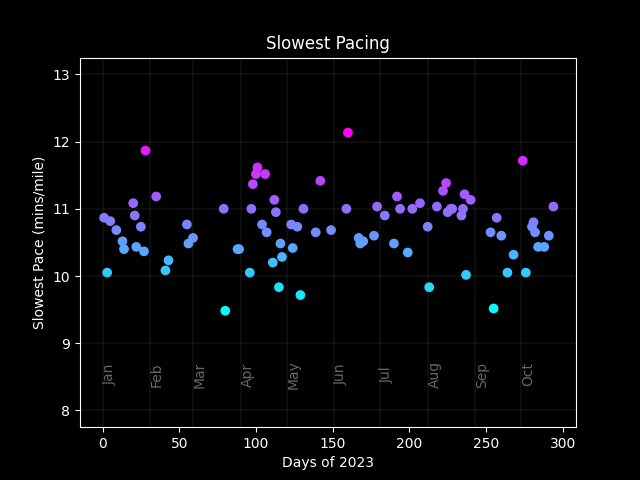 Slowest Pacing
Slowest Pace (mins/mile)
13
12
11
10
9
8
Jan
Feb
Mar
Apr
May
Jun
Jul
Aug
Sep
Oct
0 50 100 150 200 250 300
Days of 2023